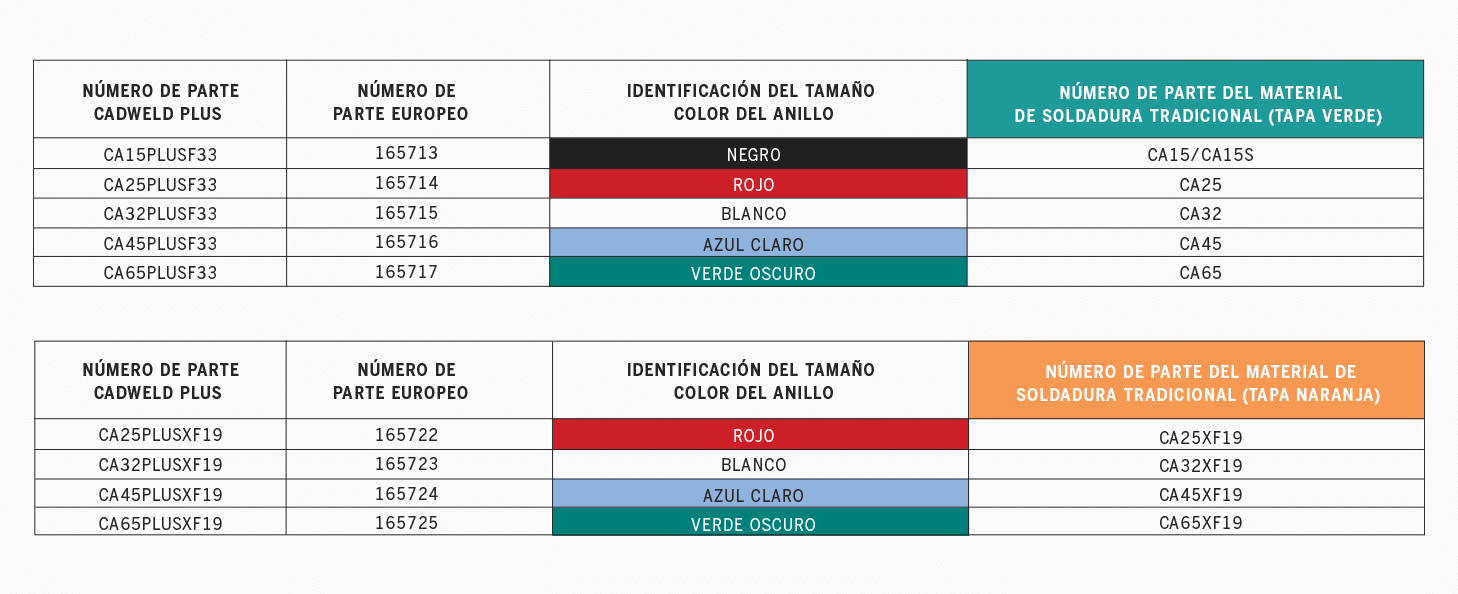 NÚMERO DE PARTE
CADWELD PLUS
NÚMERO DE
PARTE EUROPEO
IDENTIFICACIÓN DEL TAMAÑO
COLOR DEL ANILLO
NÚMERO DE PARTE DEL MATERIAL
DE SOLDADURA TRADICIONAL (TAPA VERDE)
CA15PLUSF33 165713 NEGRO CA15/CA15S
CA25PLUSF33 165714 ROJO CA25
CA32PLUSF33 165715 BLANCO CA32
CA45PLUSF33 165716 AZUL CLARO CA45
CA65PLUSF33 165717 VERDE OSCURO CA65
NÚMERO DE PARTE
CADWELD PLUS
NÚMERO DE
PARTE EUROPEO
IDENTIFICACIÓN DEL TAMAÑO
COLOR DEL ANILLO
NÚMERO DE PARTE DEL MATERIAL DE
SOLDADURA TRADICIONAL (TAPA NARANJA)
CA25PLUSXF19 165722 ROJO CA25XF19
CA32PLUSXF19 165723 BLANCO CA32XF19
CA45PLUSXF19 165724 AZUL CLARO CA45XF19
CA65PLUSXF19 165725 VERDE OSCURO CA65XF19